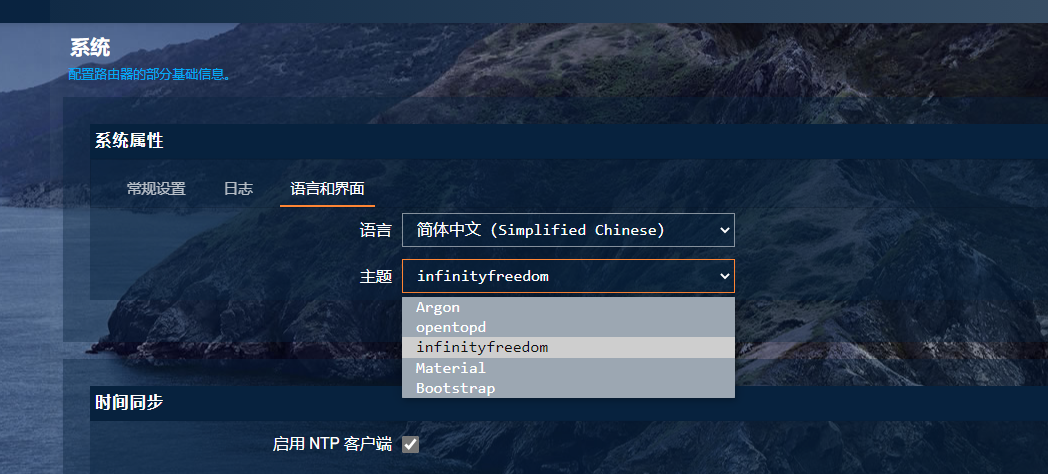 系统
配置路由器的部分基础信息。
系统属性
常规设置 日志 语言和界面
语言 简体中文 (Simplified Chinese)
主题 infinityfreedom
Argon
opentopd
infinityfreedom
Material
Bootstrap
时间同步
启用 NTP 客户端